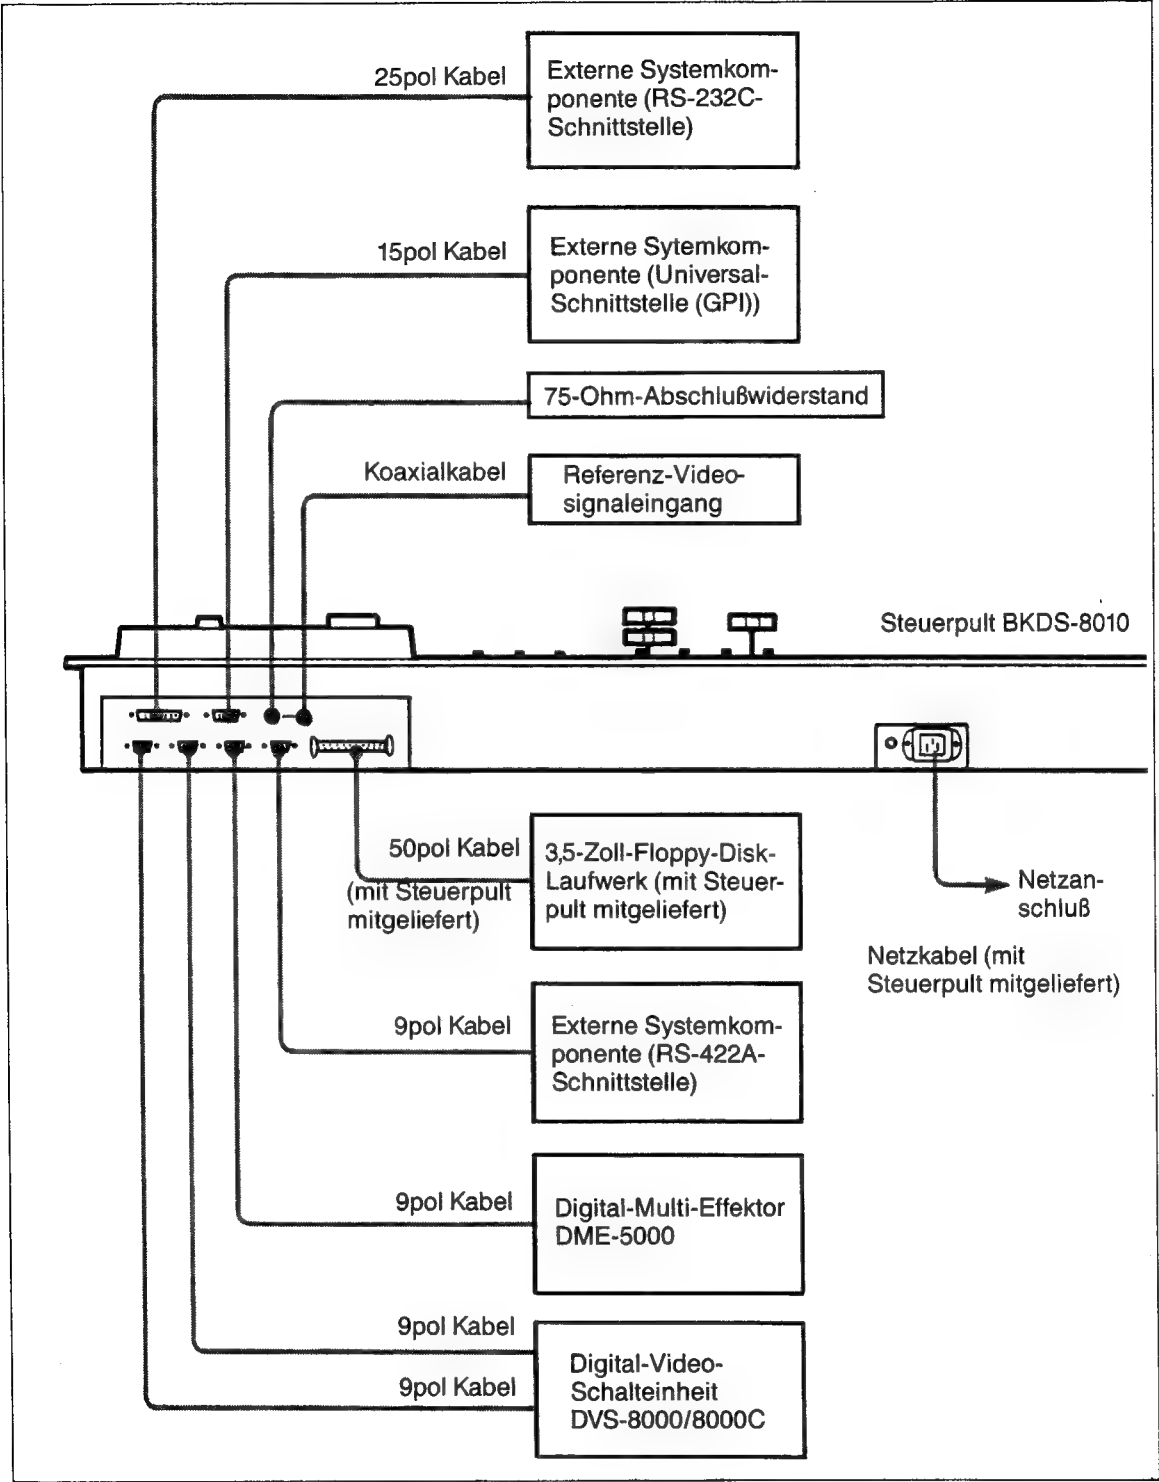 25pol Kabel
Externe Systemkom-
ponente (RS-232C-
Schnittstelle)
15pol Kabel
Externe Sytemkom-
ponente (Universal-
Schnittstelle (GPI))
75-Ohm-Abschlußwiderstand
Koaxialkabel
Referenz-Video-
signaleingang
Steuerpult BKDS-8010
50pol Kabel
(mit Steuerpult
mitgeliefert)
3,5-Zoll-Floppy-Disk-
Laufwerk (mit Steuer-
pult mitgeliefert)
Netzan-
schluß
Netzkabel (mit
Steuerpult mitgeliefert)
9pol Kabel
Externe Systemkom-
ponente (RS-422A-
Schnittstelle)
9pol Kabel
Digital-Multi-Effektor
DME-5000
9pol Kabel
9pol Kabel
Digital-Video-
Schalteinheit
DVS-8000/8000C